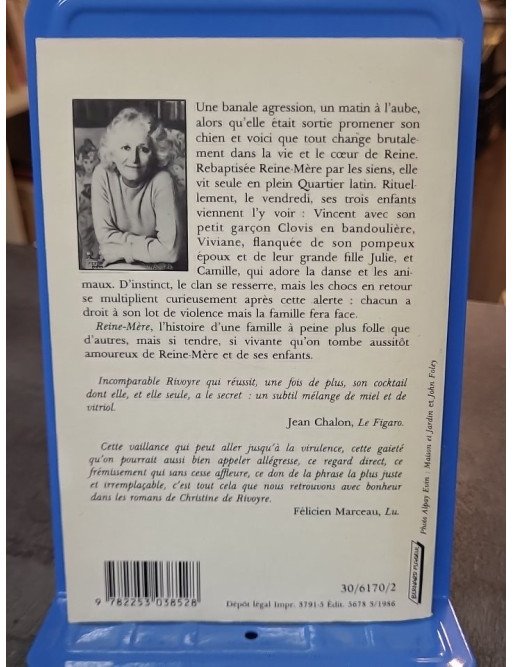 Une banale agression, un matin à l'aube,
alors qu'elle était sortie promener son
chien et voici que tout change brutale-
ment dans la vie et le cœur de Reine.
Rebaptisée Reine-Mère par les siens, elle
vit seule en plein Quartier latin. Rituel-
lement, le vendredi, ses trois enfants
viennent l'y voir : Vincent avec son
petit garçon Clovis en bandoulière,
Viviane, flanquée de son pompeux
époux et de leur grande fille Julie, et
Camille, qui adore la danse et les ani-
maux. D'instinct, le clan se resserre, mais les chocs en retour
se multiplient curieusement après cette alerte : chacun a
droit à son lot de violence mais la famille fera face.
Reine-Mère, l'histoire d'une famille à peine plus folle que
d'autres, mais si tendre, si vivante qu'on tombe aussitôt
amoureux de Reine-Mère et de ses enfants.
Incomparable Rivoyre qui réussit, une fois de plus, son cocktail
dont elle, et elle seule, a le secret : un subtil mélange de miel et de
vitriol.
Jean Chalon, Le Figaro.
Cette vaillance qui peut aller jusqu'à la virulence, cette gaieté
qu'on pourrait aussi bien appeler allégresse, ce regard direct, ce
frémissement qui sans cesse affleure, ce don de la phrase la plus juste
et irremplaçable, c'est tout cela que nous retrouvons avec bonheur
dans les romans de Christine de Rivoyre.
Félicien Marceau, Lu.
Photo Alpay Esin / Maison et Jardin et John Foley
30/6170/2
9 782253 038528
Dépôt légal Impr. 3791-5 Édit. 3678 5/1986